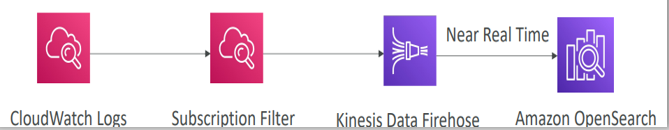 Near Real Time
CloudWatch Logs
Subscription Filter
Kinesis Data Firehose
Amazon OpenSearch